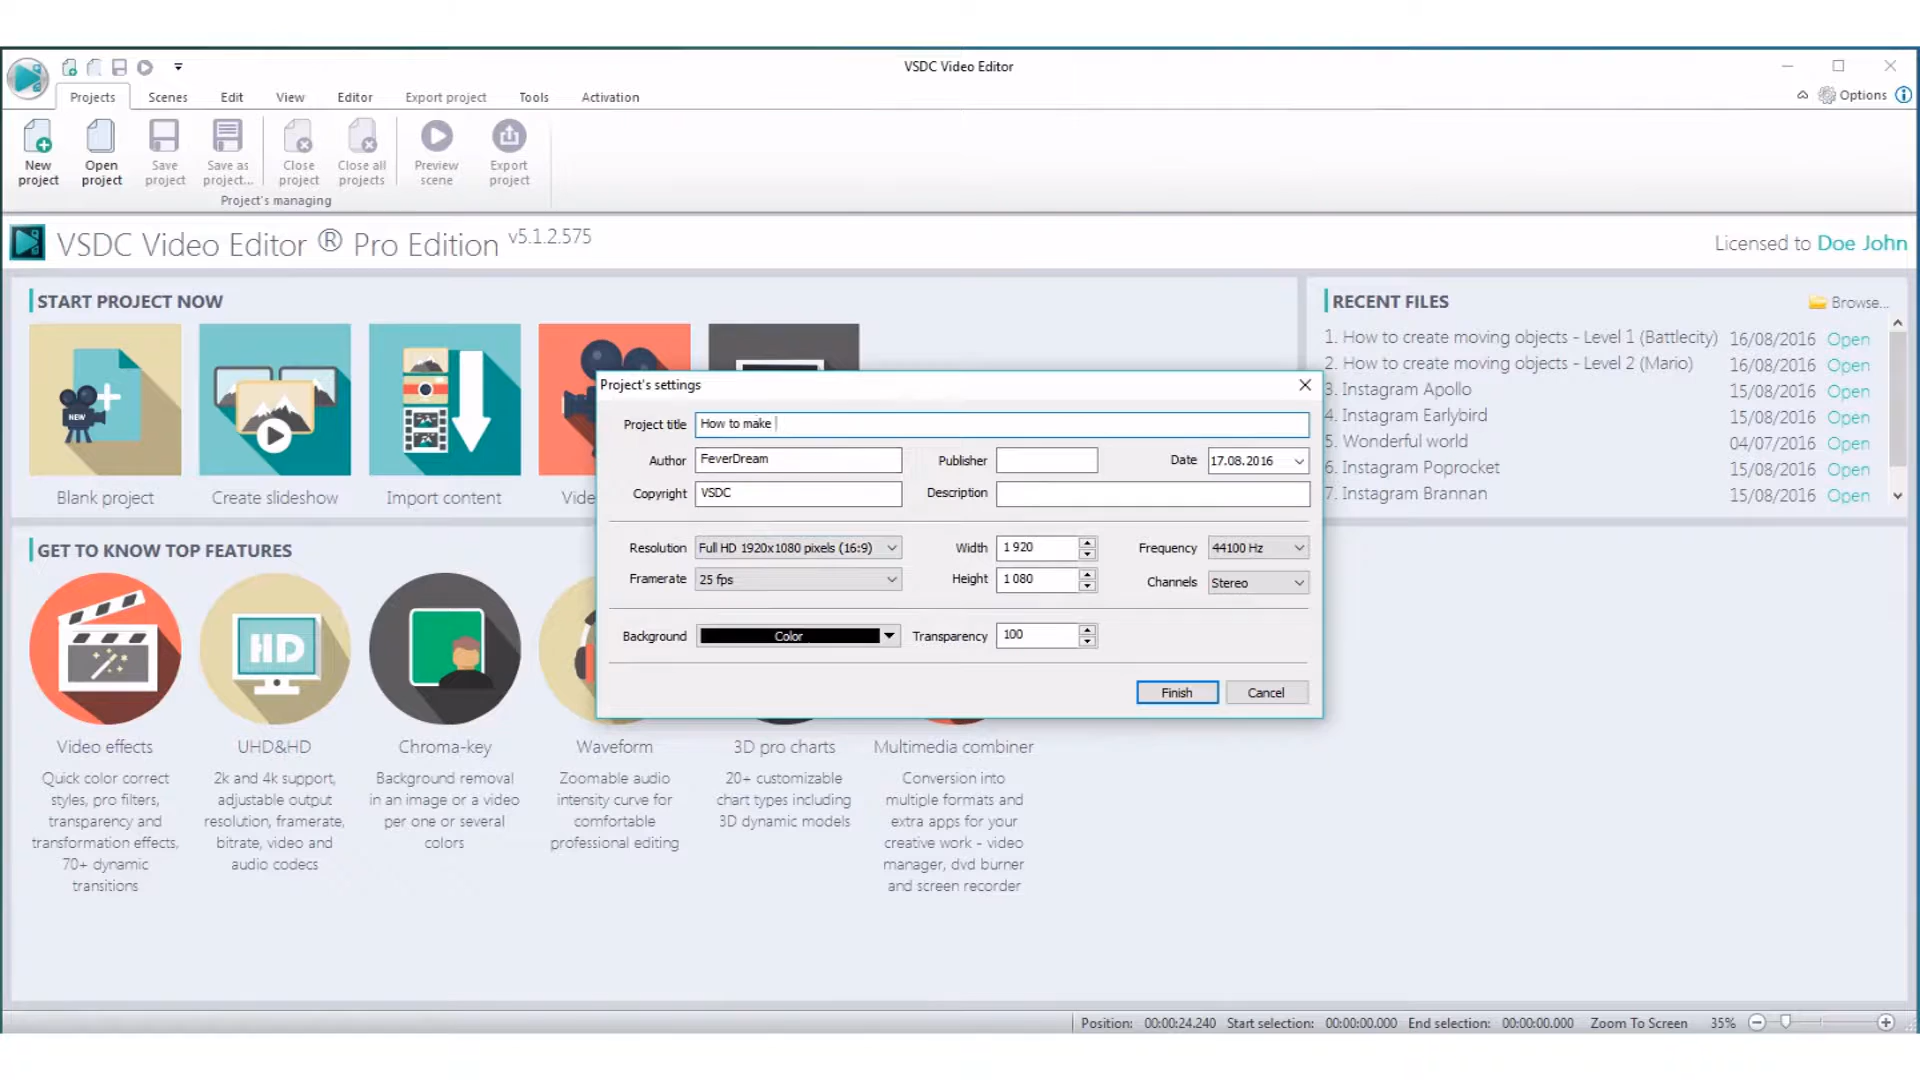 VSDC Video Editor
Projects Scenes Edit View Editor Export project Tools Activation Options
New project Open project Save project Save as project... Close project Close all projects Preview scene Export project
Project's managing
VSDC Video Editor ® Pro Edition v5.1.2.575 Licensed to Doe John
START PROJECT NOW
NEW
Blank project Create slideshow Import content Vide
RECENT FILES Browse...
1. How to create moving objects - Level 1 (Battlecity) 16/08/2016 Open
2. How to create moving objects - Level 2 (Mario) 16/08/2016 Open
3. Instagram Apollo 15/08/2016 Open
4. Instagram Earlybird 15/08/2016 Open
5. Wonderful world 04/07/2016 Open
6. Instagram Poprocket 15/08/2016 Open
7. Instagram Brannan 15/08/2016 Open
Project's settings
Project title How to make
Author FeverDream Publisher Date 17.08.2016
Copyright VSDC Description
Resolution Full HD 1920x1080 pixels (16:9) Width 1 920 Frequency 44100 Hz
Framerate 25 fps Height 1 080 Channels Stereo
Background Color Transparency 100
Finish Cancel
GET TO KNOW TOP FEATURES
HD
Video effects
Quick color correct
styles, pro filters,
transparency and
transformation effects,
70+ dynamic
transitions
UHD&HD
2k and 4k support,
adjustable output
resolution, framerate,
bitrate, video and
audio codecs
Chroma-key
Background removal
in an image or a video
per one or several
colors
Waveform
Zoomable audio
intensity curve for
comfortable
professional editing
3D pro charts
20+ customizable
chart types including
3D dynamic models
Multimedia combiner
Conversion into
multiple formats and
extra apps for your
creative work - video
manager, dvd burner
and screen recorder
Position: 00:00:24.240 Start selection: 00:00:00.000 End selection: 00:00:00.000 Zoom To Screen 35%